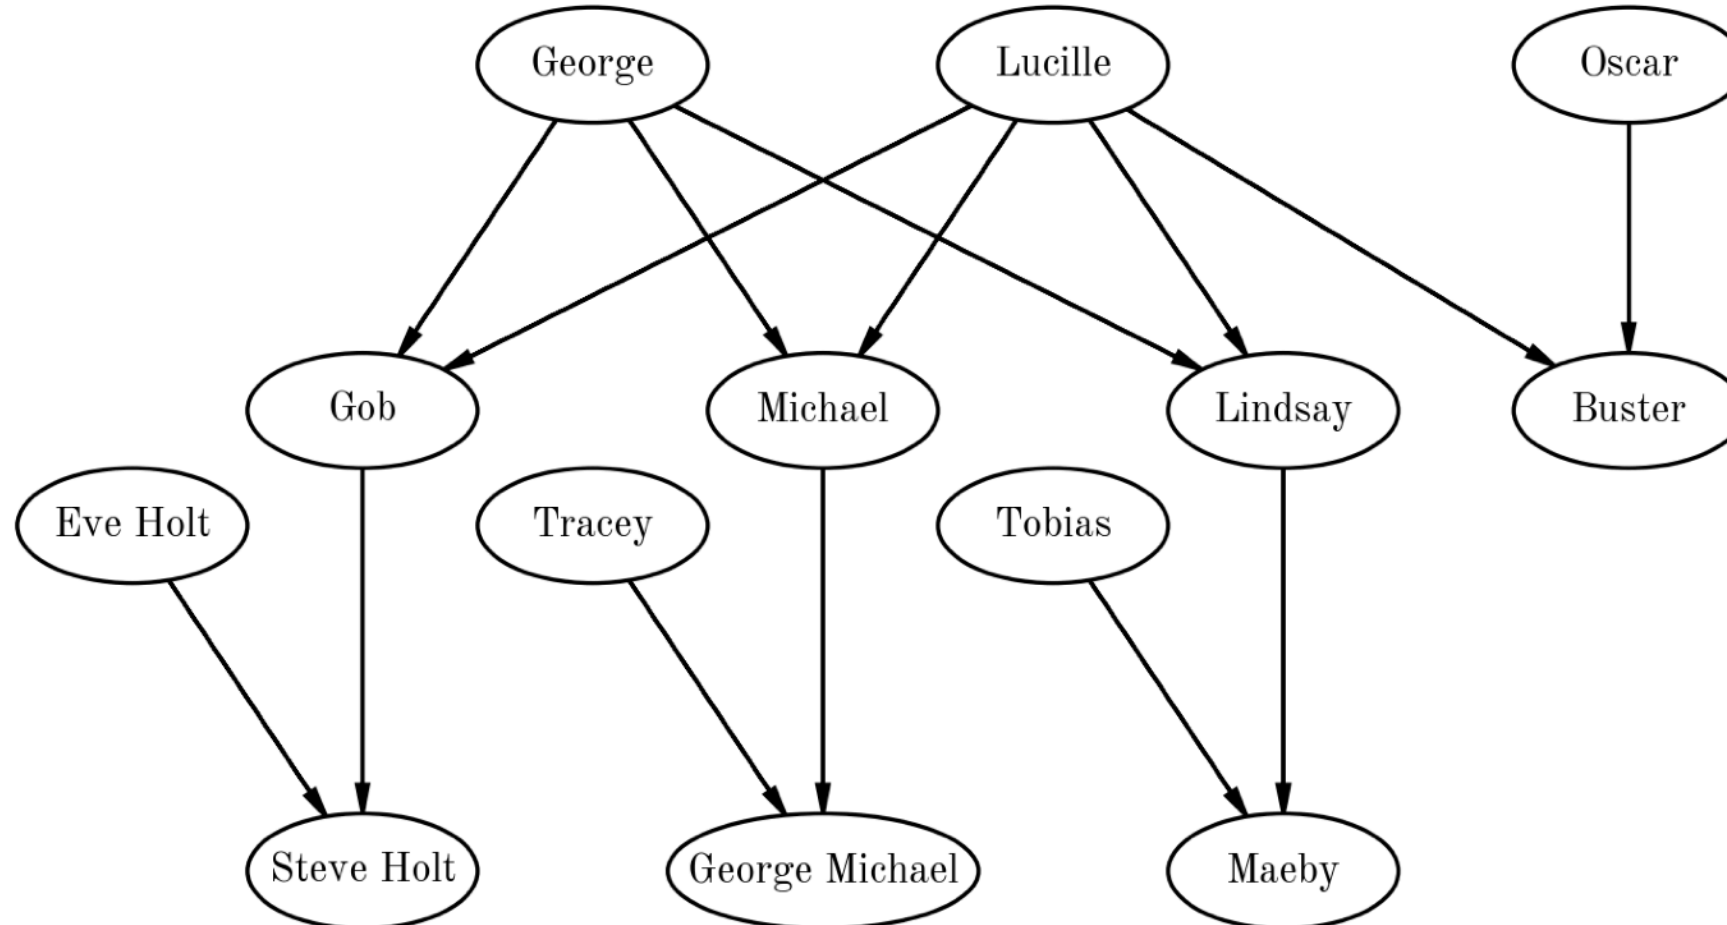 George
Lucille
Oscar
Gob
Michael
Lindsay
Buster
Eve Holt
Tracey
Tobias
Steve Holt
George Michael
Maeby